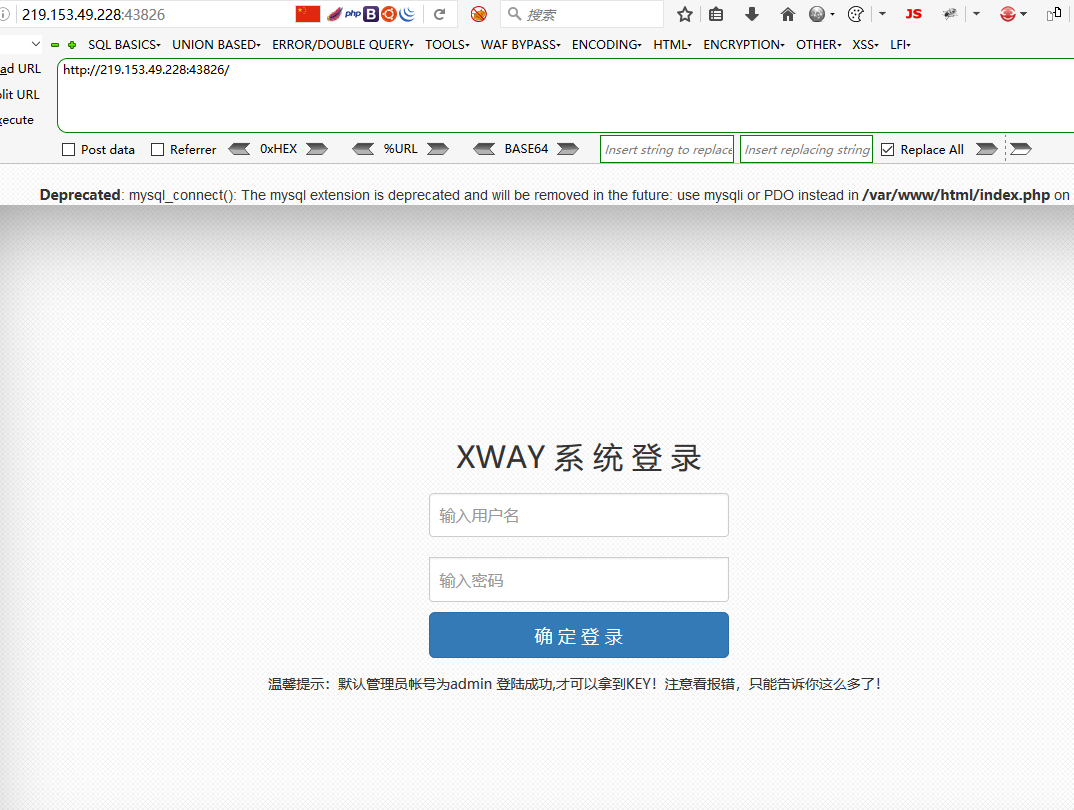 219.153.49.228:43826 php B 搜索 JS
SQL BASICS UNION BASED ERROR/DOUBLE QUERY TOOLS WAF BYPASS ENCODING HTML ENCRYPTION OTHER XSS LFI
ad URL http://219.153.49.228:43826/
plit URL
xecute
Post data Referrer 0xHEX %URL BASE64 Insert string to replace Insert replacing string Replace All
Deprecated: mysql_connect(): The mysql extension is deprecated and will be removed in the future: use mysqli or PDO instead in /var/www/html/index.php on
XWAY 系 统 登 录
输入用户名
输入密码
确 定 登 录
温馨提示：默认管理员帐号为admin 登陆成功,才可以拿到KEY！注意看报错，只能告诉你这么多了！